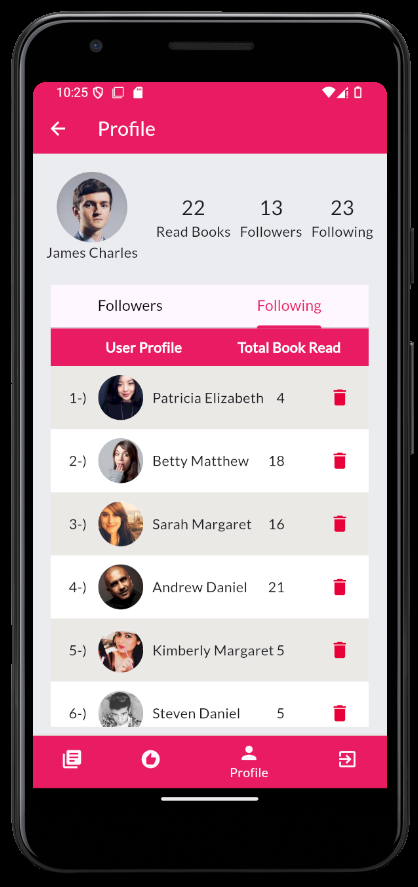 10:25
Profile
22 13 23
Read Books Followers Following
James Charles
Followers Following
User Profile Total Book Read
1-) Patricia Elizabeth 4
2-) Betty Matthew 18
3-) Sarah Margaret 16
4-) Andrew Daniel 21
5-) Kimberly Margaret 5
6-) Steven Daniel 5
Profile